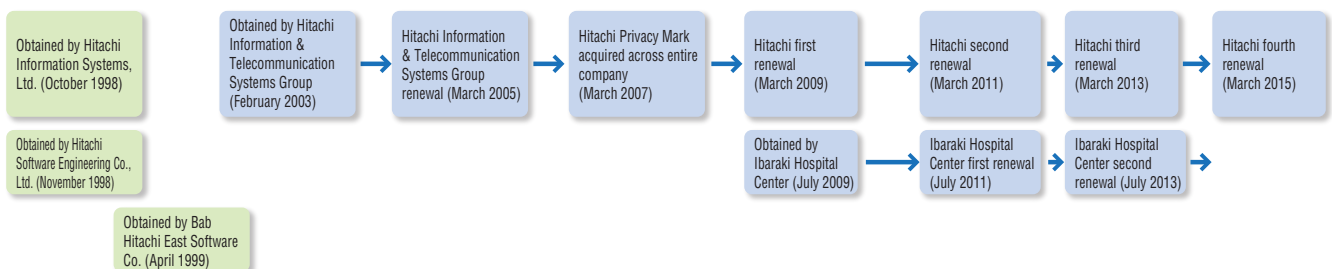 Obtained by Hitachi
Information Systems,
Ltd. (October 1998)
Obtained by Hitachi
Information &
Telecommunication
Systems Group
(February 2003)
Hitachi Information
& Telecommunication
Systems Group
renewal (March 2005)
Hitachi Privacy Mark
acquired across entire
company
(March 2007)
Hitachi first
renewal
(March 2009)
Hitachi second
renewal
(March 2011)
Hitachi third
renewal
(March 2013)
Hitachi fourth
renewal
(March 2015)
Obtained by Hitachi
Software Engineering Co.,
Ltd. (November 1998)
Obtained by
Ibaraki Hospital
Center (July 2009)
Ibaraki Hospital
Center first renewal
(July 2011)
Ibaraki Hospital
Center second
renewal (July 2013)
Obtained by Bab
Hitachi East Software
Co. (April 1999)